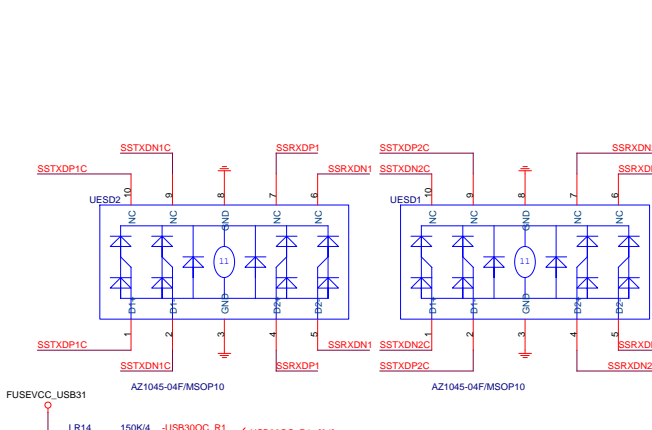 SSTXDN1C SSRXDP1 SSTXDP2C SSRXDN
SSTXDP1C SSRXDN1 SSTXDN2C SSRXD
10 9 8 7 6 10 9 8 7 6
UESD2 UESD1
NC NC GND NC NC NC NC GND NC NC
11 11
D1+ D1- GND D2+ D2- D1+ D1- GND D2+ D2-
1 2 3 4 5 1 2 3 4 5
SSTXDP1C SSRXDN1 SSTXDN2C SSRXD
SSTXDN1C SSRXDP1 SSTXDP2C SSRXDN2
AZ1045-04F/MSOP10 AZ1045-04F/MSOP10
FUSEVCC_USB31
LR14 150K/4 -USB30OC_R1